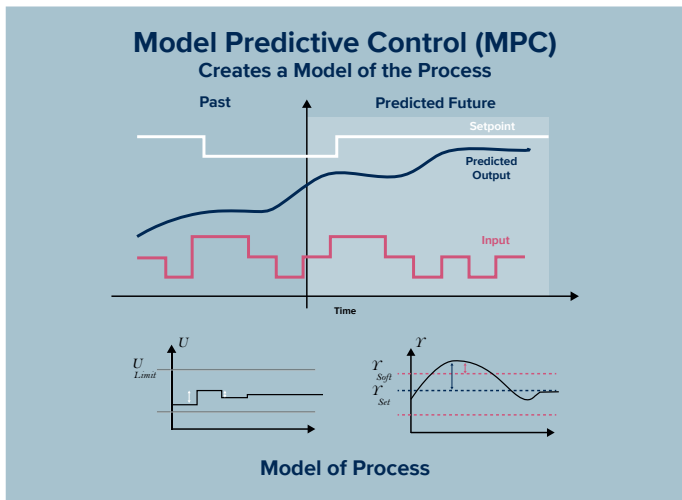 Model Predictive Control (MPC)
Creates a Model of the Process
Past
Predicted Future
Setpoint
Predicted
Output
Input
Time
U
U
Limit
Y
Y
Soft
Y
Set
Model of Process